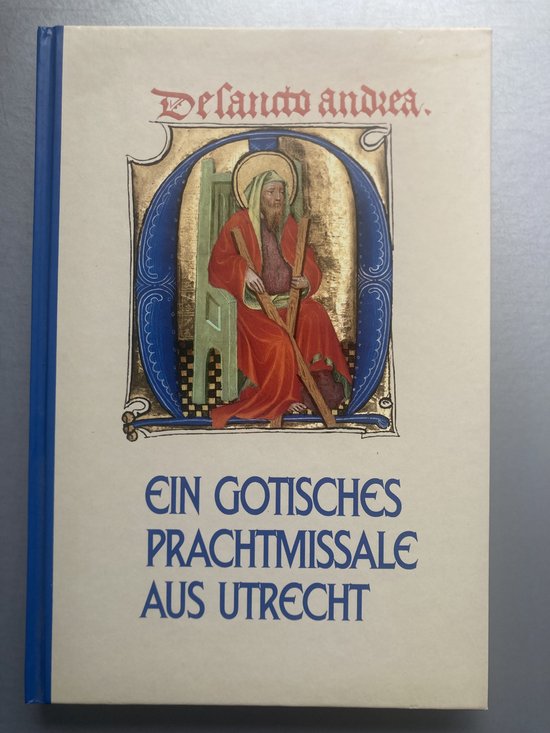 De sancto andrea.
EIN GOTISCHES
PRACHTMISSALE
AUS UTRECHT